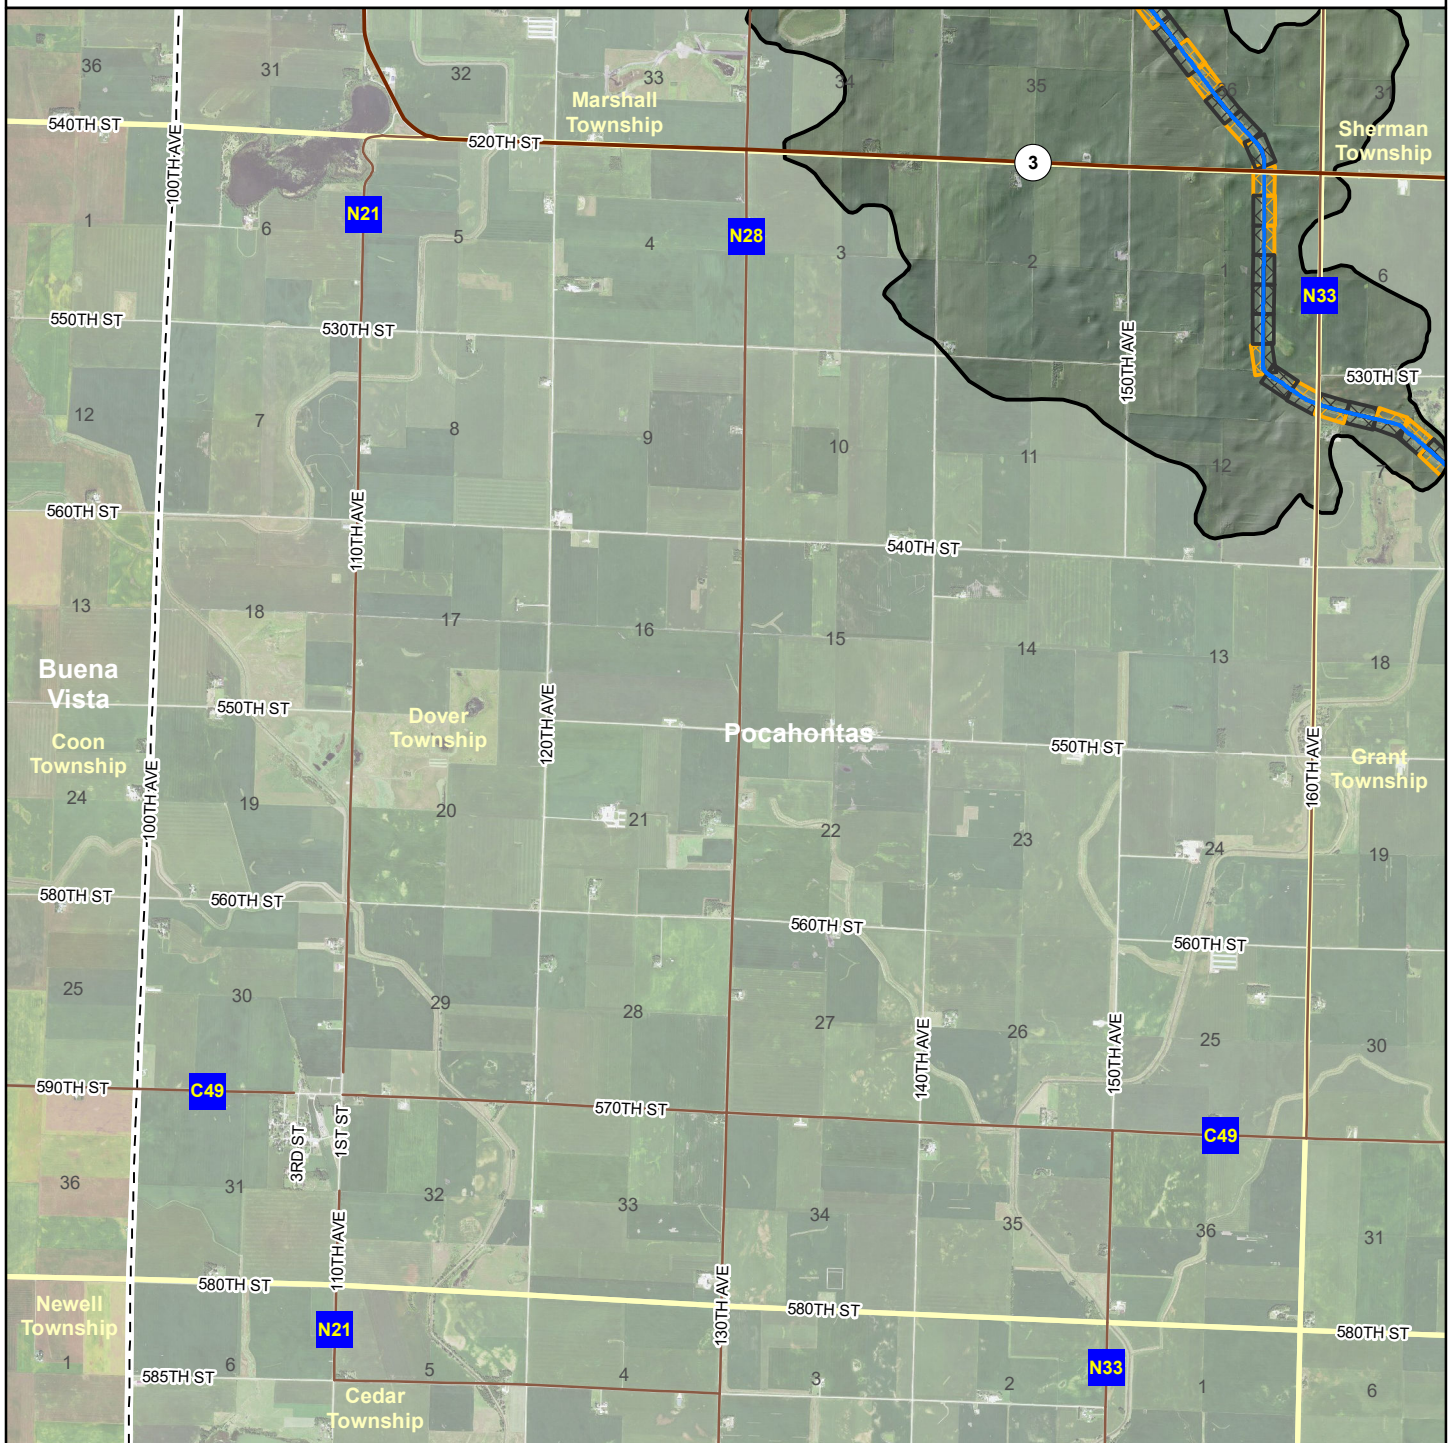 36
31
32
33
34
35
36
31
Marshall
Township
Sherman
Township
540TH ST
100TH AVE
520TH ST
3
N21
N28
N33
1
6
5
4
3
2
1
6
550TH ST
530TH ST
150TH AVE
530TH ST
12
7
8
9
10
11
12
7
560TH ST
110TH AVE
540TH ST
13
18
17
16
15
14
13
18
Buena
Vista
550TH ST
Dover
Township
120TH AVE
Pocahontas
550TH ST
160TH AVE
Grant
Township
Coon
Township
100TH AVE
24
19
20
21
22
23
24
19
580TH ST
560TH ST
560TH ST
560TH ST
25
30
29
28
27
26
25
30
140TH AVE
150TH AVE
590TH ST
C49
570TH ST
C49
3RD ST
1ST ST
36
31
32
33
34
35
36
31
110TH AVE
580TH ST
130TH AVE
580TH ST
580TH ST
Newell
Township
N21
N33
1
6
5
4
3
2
1
6
585TH ST
Cedar
Township